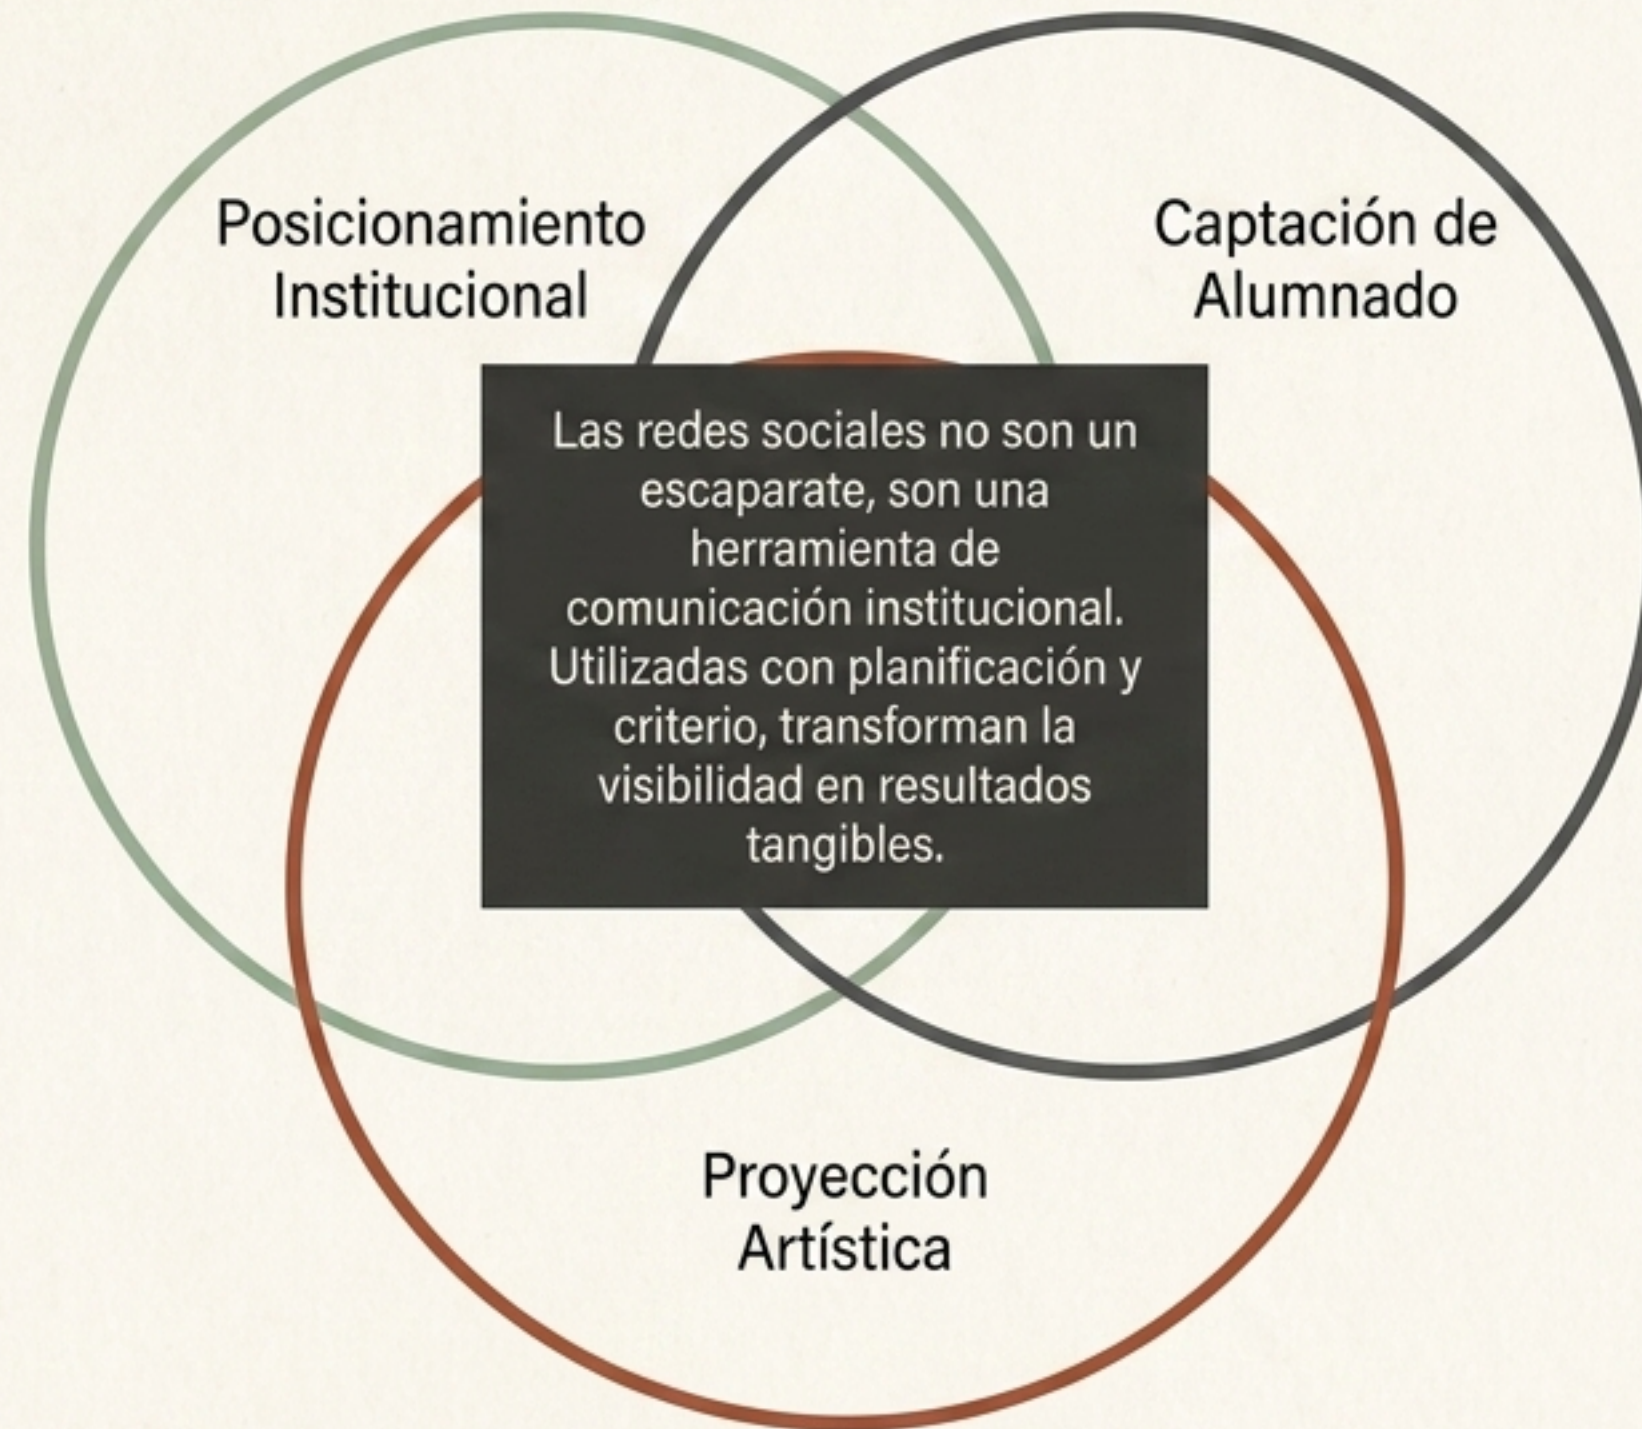 Posicionamiento
Institucional
Captación de
Alumnado
Las redes sociales no son un
escaparate, son una
herramienta de
comunicación institucional.
Utilizadas con planificación y
criterio, transforman la
visibilidad en resultados
tangibles.
Proyección
Artística